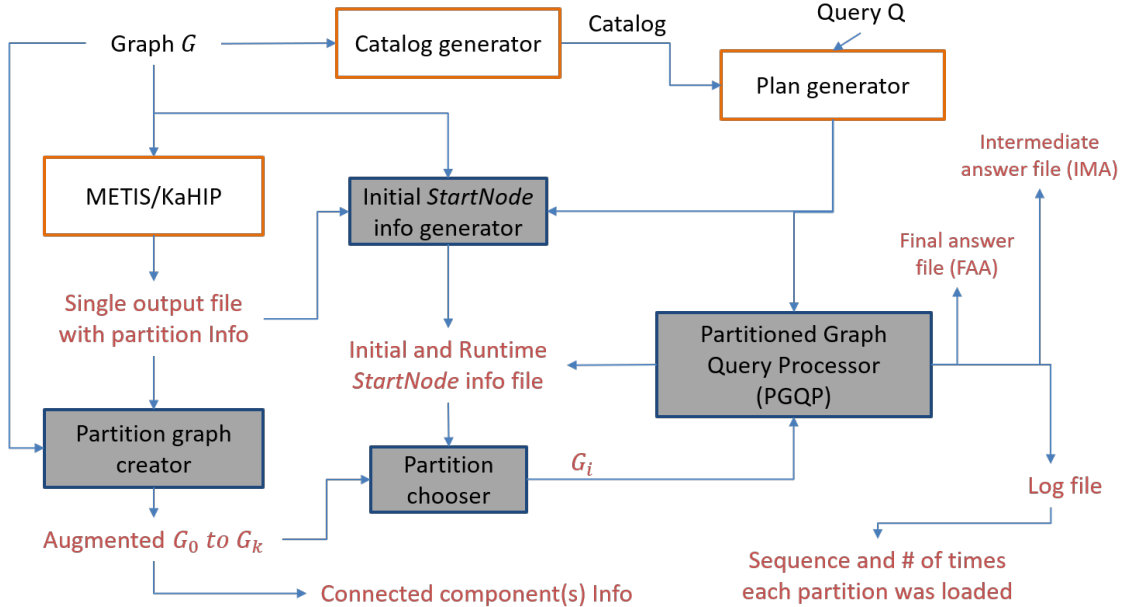 Query Q
Graph G
Catalog generator
Catalog
Plan generator
Intermediate
answer file (IMA)
METIS/KaHIP
Initial StartNode
info generator
Final answer
file (FAA)
Single output file
with partition Info
Initial and Runtime
StartNode info file
Partitioned Graph
Query Processor
(PGQP)
Partition graph
creator
Partition
chooser
G_i
Log file
Augmented G_0 to G_k
Sequence and # of times
each partition was loaded
Connected component(s) Info